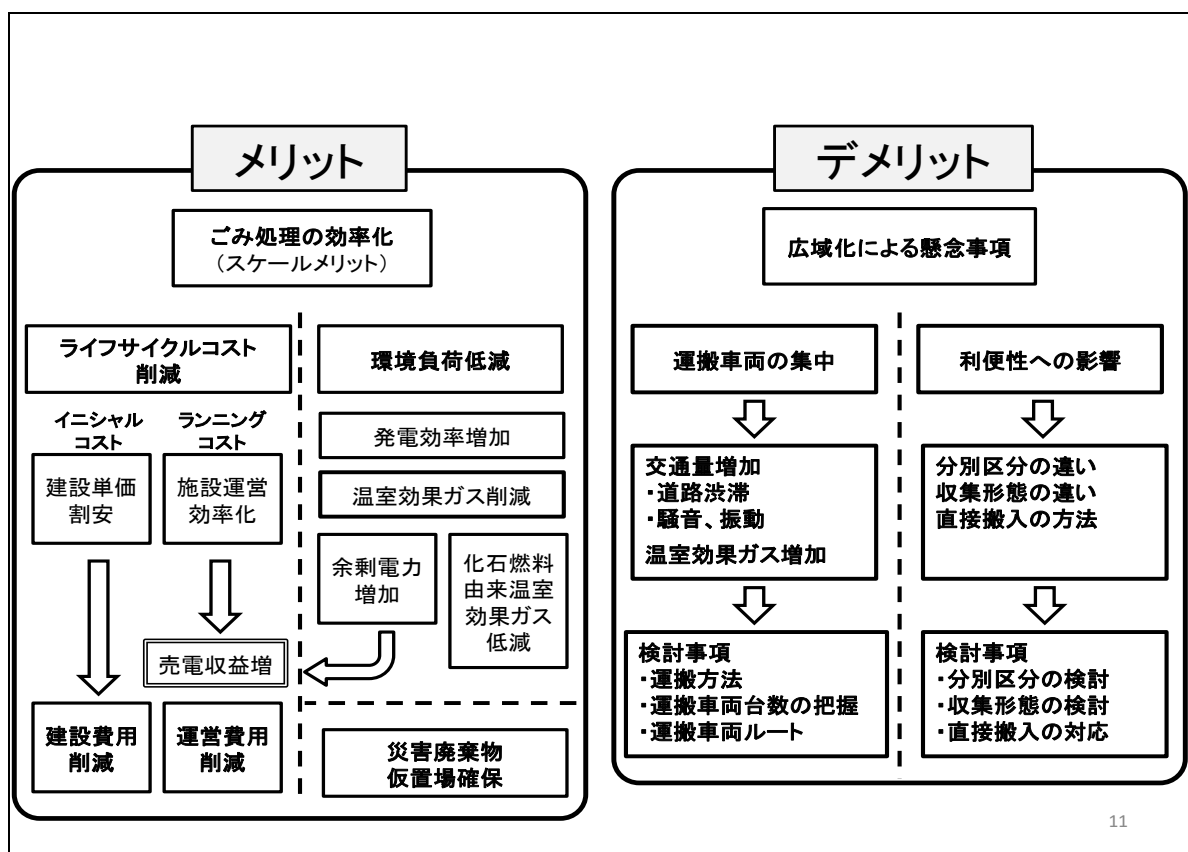 メリット
ごみ処理の効率化
（スケールメリット）
ライフサイクルコスト
削減
イニシャル
コスト
建設単価
割安
建設費用
削減
ランニング
コスト
施設運営
効率化
売電収益増
運営費用
削減
環境負荷低減
発電効率増加
温室効果ガス削減
余剰電力
増加
化石燃料
由来温室
効果ガス
低減
災害廃棄物
仮置場確保
デメリット
広域化による懸念事項
運搬車両の集中
交通量増加
・道路渋滞
・騒音、振動
温室効果ガス増加
検討事項
・運搬方法
・運搬車両台数の把握
・運搬車両ルート
利便性への影響
分別区分の違い
収集形態の違い
直接搬入の方法
検討事項
・分別区分の検討
・収集形態の検討
・直接搬入の対応
11